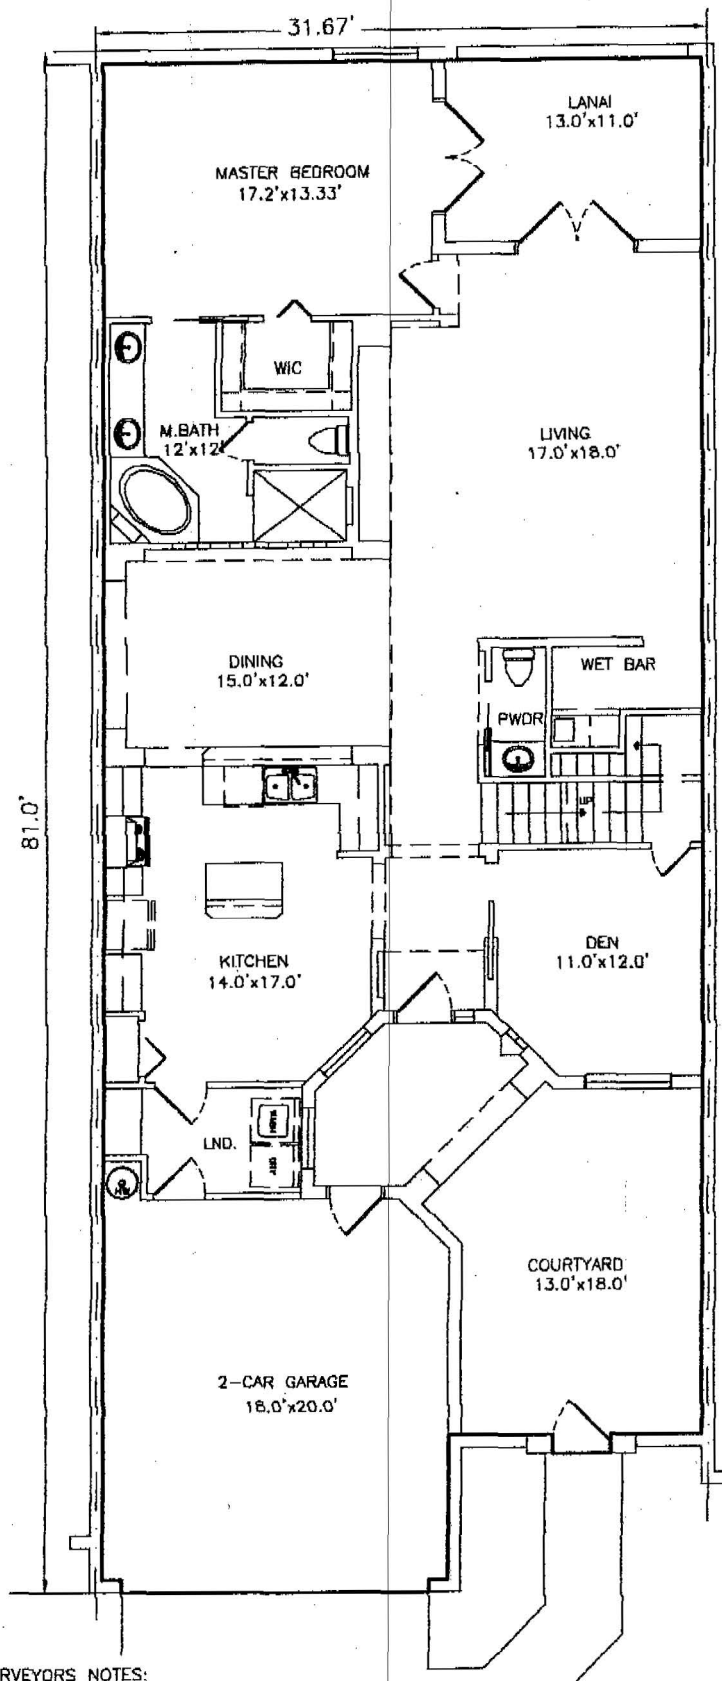 31.67'
LANAI
13.0'x11.0'
MASTER BEDROOM
17.2'x13.33'
WIC
M.BATH
12'x12'
LIVING
17.0'x18.0'
DINING
15.0'x12.0'
WET BAR
PWDR
UP
81.0'
KITCHEN
14.0'x17.0'
DEN
11.0'x12.0'
LND.
WASH
DRY
COURTYARD
13.0'x18.0'
2-CAR GARAGE
18.0'x20.0'
RVEYORS NOTES: